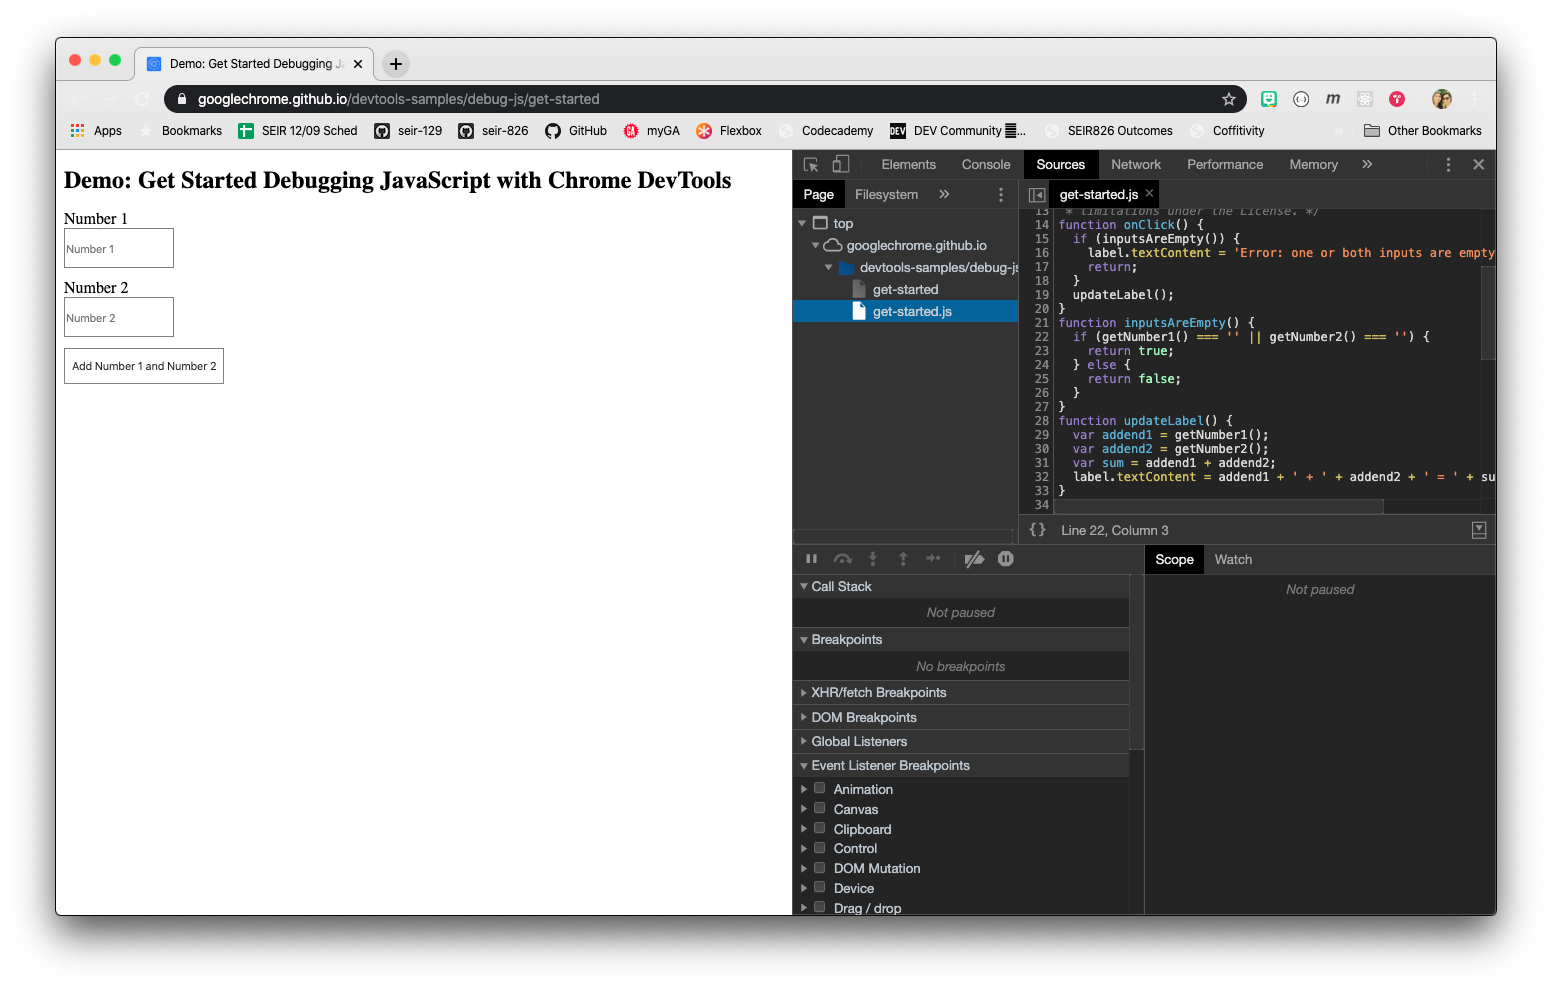 Demo: Get Started Debugging Ja
googlechrome.github.io/devtools-samples/debug-js/get-started
Apps Bookmarks SEIR 12/09 Sched seir-129 seir-826 GitHub myGA Flexbox Codecademy DEV DEV Community ... SEIR826 Outcomes Coffitivity » Other Bookmarks
Demo: Get Started Debugging JavaScript with Chrome DevTools
Number 1
Number 1
Number 2
Number 2
Add Number 1 and Number 2
Elements Console Sources Network Performance Memory »
Page Filesystem »
top
googlechrome.github.io
devtools-samples/debug-js
get-started
get-started.js
get-started.js ×
13 * limitations under the License. */
14 function onClick() {
15 if (inputsAreEmpty()) {
16 label.textContent = 'Error: one or both inputs are empty
17 return;
18 }
19 updateLabel();
20 }
21 function inputsAreEmpty() {
22 if (getNumber1() === '' || getNumber2() === '') {
23 return true;
24 } else {
25 return false;
26 }
27 }
28 function updateLabel() {
29 var addend1 = getNumber1();
30 var addend2 = getNumber2();
31 var sum = addend1 + addend2;
32 label.textContent = addend1 + ' + ' + addend2 + ' = ' + su
33 }
34
{} Line 22, Column 3
Call Stack
Not paused
Breakpoints
No breakpoints
XHR/fetch Breakpoints
DOM Breakpoints
Global Listeners
Event Listener Breakpoints
Animation
Canvas
Clipboard
Control
DOM Mutation
Device
Drag / drop
Scope Watch
Not paused